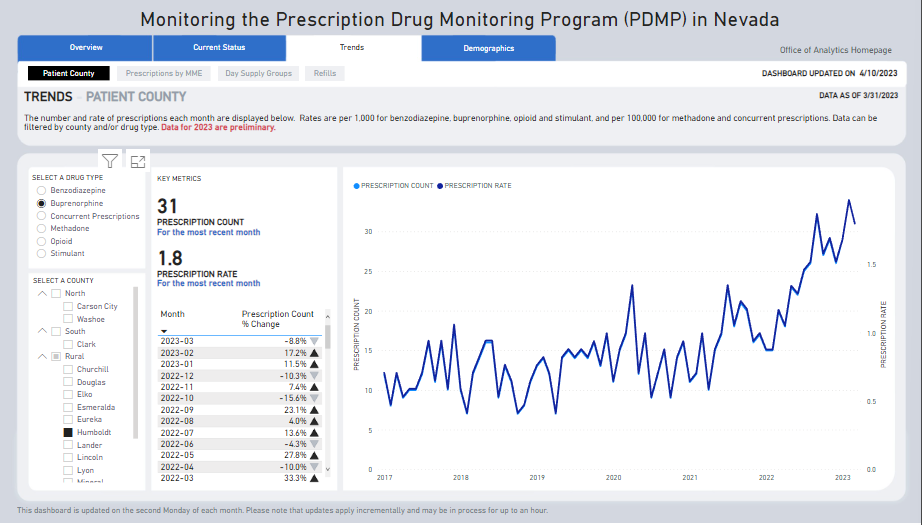 Monitoring the Prescription Drug Monitoring Program (PDMP) in Nevada
Overview
Current Status
Trends
Demographics
Office of Analytics Homepage
Patient County
Prescriptions by MME
Day Supply Groups
Refills
DASHBOARD UPDATED ON 4/10/2023
TRENDS - PATIENT COUNTY
DATA AS OF 3/31/2023
The number and rate of prescriptions each month are displayed below. Rates are per 1,000 for benzodiazepine, buprenorphine, opioid and stimulant, and per 100,000 for methadone and concurrent prescriptions. Data can be
filtered by county and/or drug type. Data for 2023 are preliminary.
SELECT A DRUG TYPE
Benzodiazepine
Buprenorphine
Concurrent Prescriptions
Methadone
Opioid
Stimulant
SELECT A COUNTY
North
Carson City
Washoe
South
Clark
Rural
Churchill
Douglas
Elko
Esmeralda
Eureka
Humboldt
Lander
Lincoln
Lyon
Mineral
KEY METRICS
31
PRESCRIPTION COUNT
For the most recent month
1.8
PRESCRIPTION RATE
For the most recent month
Month Prescription Count
% Change
2023-03 -8.8%
2023-02 17.2%
2023-01 11.5%
2022-12 -10.3%
2022-11 7.4%
2022-10 -15.6%
2022-09 23.1%
2022-08 4.0%
2022-07 13.6%
2022-06 -4.3%
2022-05 27.8%
2022-04 -10.0%
2022-03 33.3%
PRESCRIPTION COUNT PRESCRIPTION RATE
PRESCRIPTION COUNT
30
25
20
15
10
5
0
2017 2018 2019 2020 2021 2022 2023
1.5
1.0
0.5
0.0
PRESCRIPTION RATE
This dashboard is updated on the second Monday of each month. Please note that updates apply incrementally and may be in process for up to an hour.